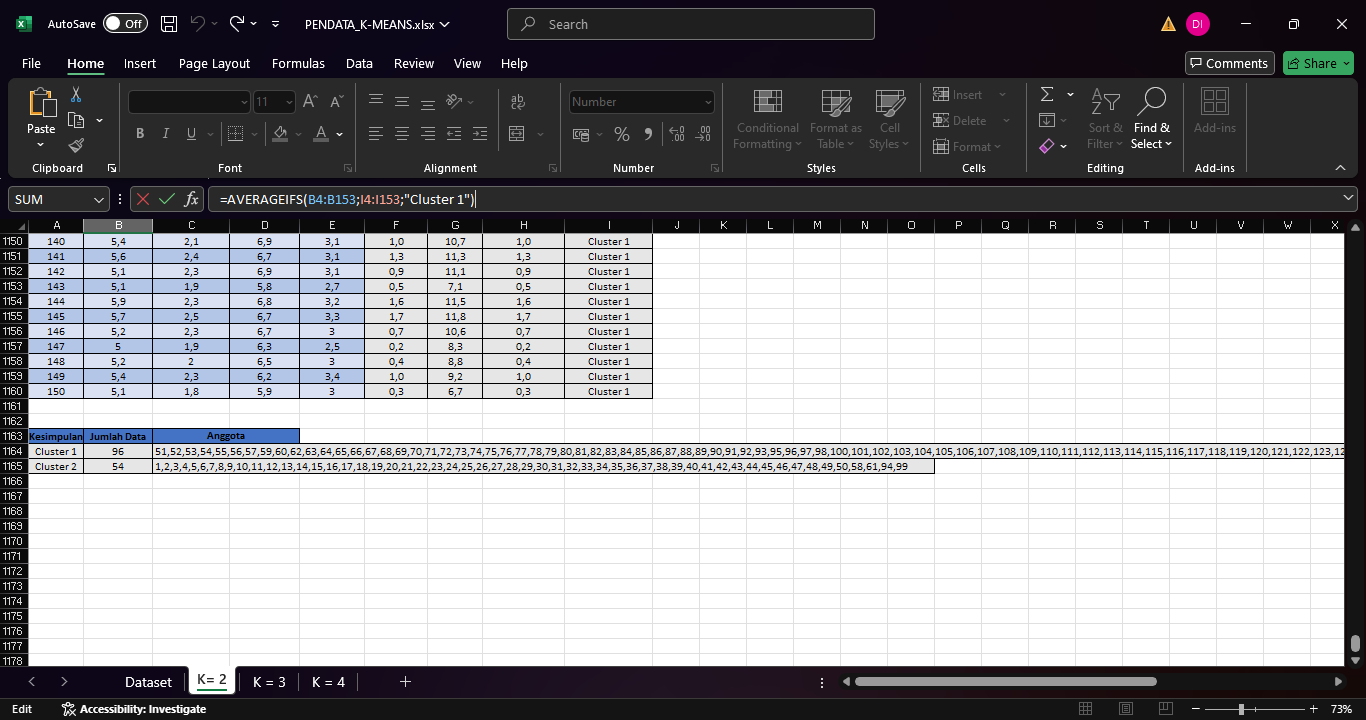 AutoSave Off PENDATA_K-MEANS.xlsx Search DI
File Home Insert Page Layout Formulas Data Review View Help Comments Share
Paste 11 Number Conditional Formatting Format as Table Cell Styles Insert Delete Format Sort & Filter Find & Select Add-ins
B I U A ab % 
Clipboard Font Alignment Number Styles Cells Editing Add-ins
SUM fx =AVERAGEIFS(B4:B153;I4:I153;"Cluster 1")
A B C D E F G H I J K L M N O P Q R S T U V W X
1150 140 5,4 2,1 6,9 3,1 1,0 10,7 1,0 Cluster 1
1151 141 5,6 2,4 6,7 3,1 1,3 11,3 1,3 Cluster 1
1152 142 5,1 2,3 6,9 3,1 0,9 11,1 0,9 Cluster 1
1153 143 5,1 1,9 5,8 2,7 0,5 7,1 0,5 Cluster 1
1154 144 5,9 2,3 6,8 3,2 1,6 11,5 1,6 Cluster 1
1155 145 5,7 2,5 6,7 3,3 1,7 11,8 1,7 Cluster 1
1156 146 5,2 2,3 6,7 3 0,7 10,6 0,7 Cluster 1
1157 147 5 1,9 6,3 2,5 0,2 8,3 0,2 Cluster 1
1158 148 5,2 2 6,5 3 0,4 8,8 0,4 Cluster 1
1159 149 5,4 2,3 6,2 3,4 1,0 9,2 1,0 Cluster 1
1160 150 5,1 1,8 5,9 3 0,3 6,7 0,3 Cluster 1
1161
1162
1163 Kesimpulan Jumlah Data Anggota
1164 Cluster 1 96 51,52,53,54,55,56,57,59,60,62,63,64,65,66,67,68,69,70,71,72,73,74,75,76,77,78,79,80,81,82,83,84,85,86,87,88,89,90,91,92,93,95,96,97,98,100,101,102,103,104,105,106,107,108,109,110,111,112,113,114,115,116,117,118,119,120,121,122,123,12
1165 Cluster 2 54 1,2,3,4,5,6,7,8,9,10,11,12,13,14,15,16,17,18,19,20,21,22,23,24,25,26,27,28,29,30,31,32,33,34,35,36,37,38,39,40,41,42,43,44,45,46,47,48,49,50,58,61,94,99
1166
1167
1168
1169
1170
1171
1172
1173
1174
1175
1176
1177
1178
Dataset K= 2 K = 3 K = 4
Edit Accessibility: Investigate 73%